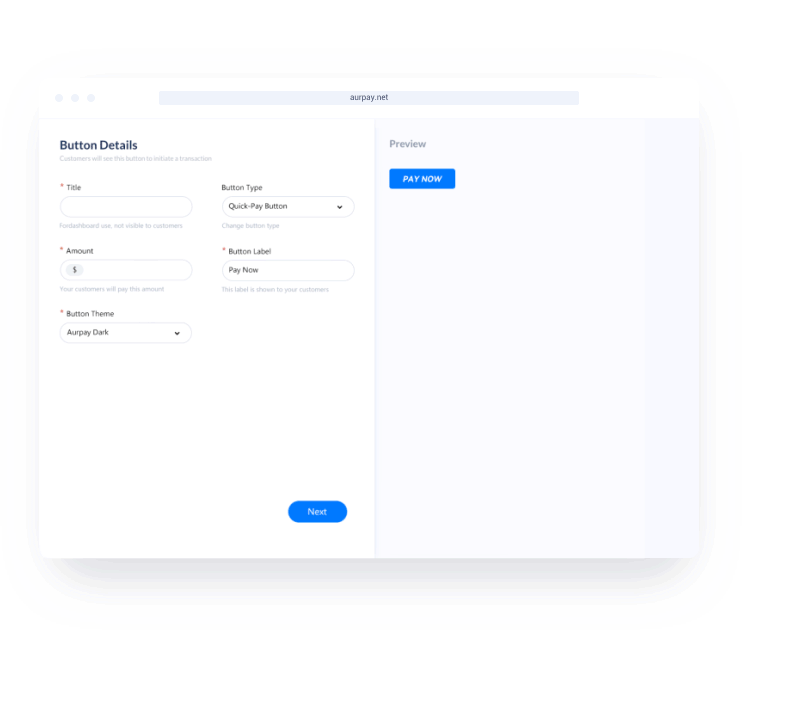 aurpay.net
Button Details
Customers will see this button to initiate a transaction
* Title
Fordashboard use, not visible to customers
Button Type
Quick-Pay Button
Change button type
* Amount
$
Your customers will pay this amount
* Button Label
Pay Now
This label is shown to your customers
* Button Theme
Aurpay Dark
Next
Preview
PAY NOW